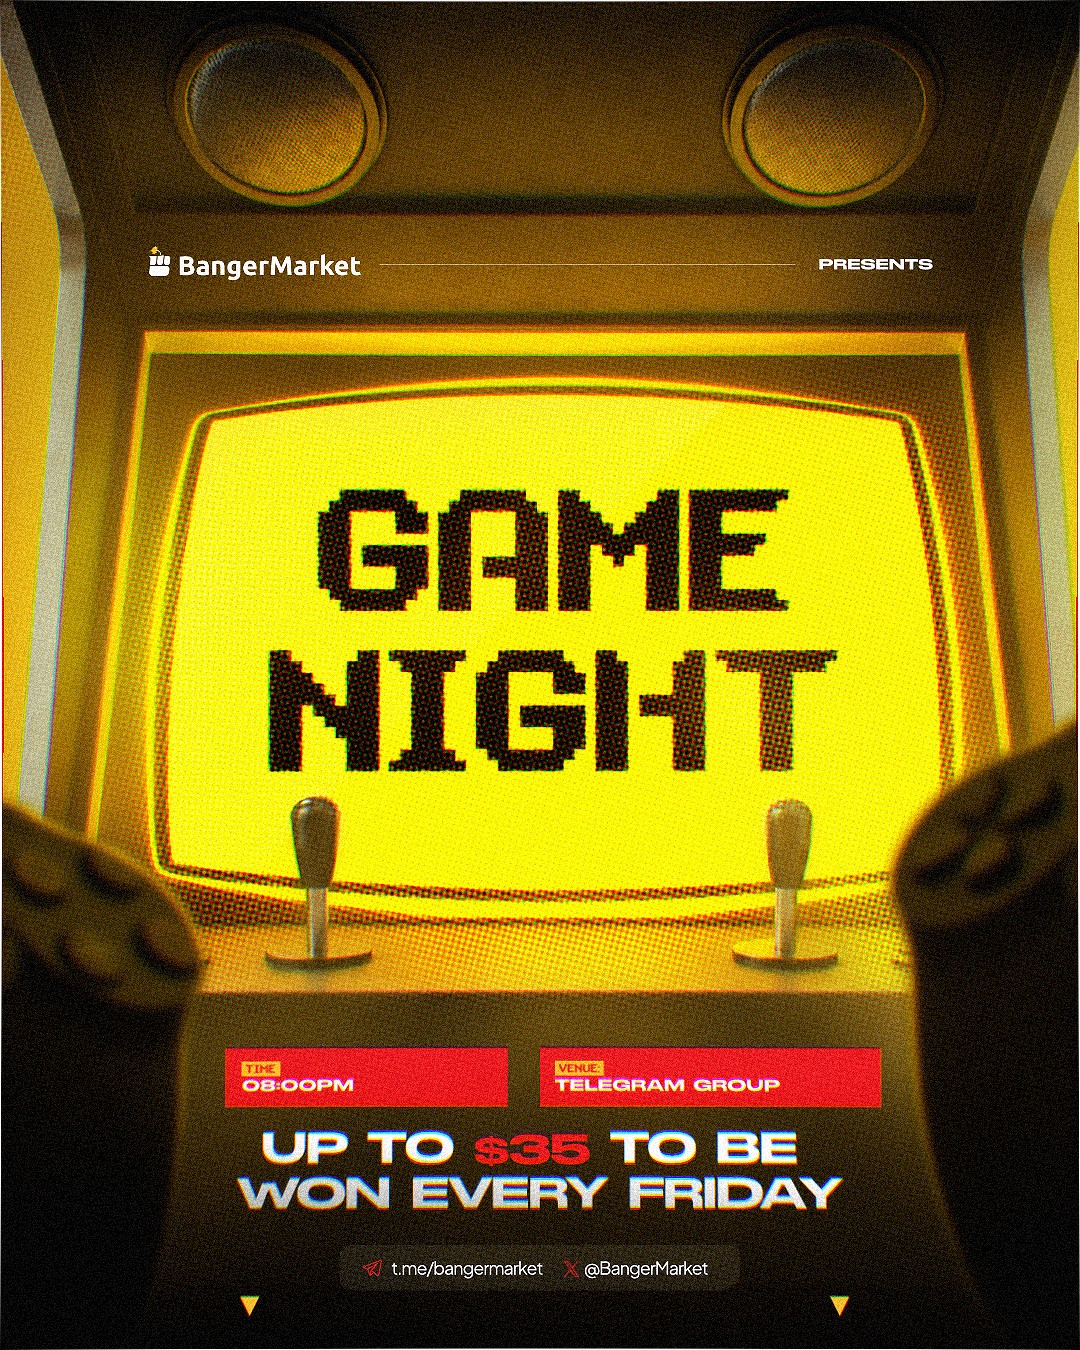 BangerMarket PRESENTS
GAME
NIGHT
TIME
08:00PM
VENUE:
TELEGRAM GROUP
UP TO $35 TO BE
WON EVERY FRIDAY
t.me/bangermarket @BangerMarket